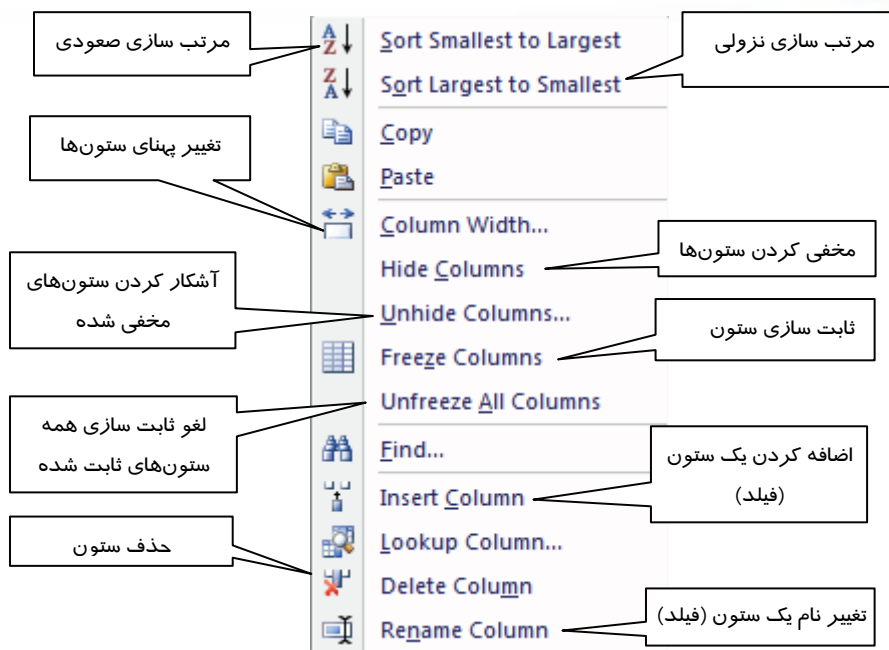 مرتب سازی صعودی
Sort Smallest to Largest
مرتب سازی نزولی
Sort Largest to Smallest
Copy
تغییر پهنای ستون‌ها
Paste
Column Width...
مخفی کردن ستون‌ها
Hide Columns
آشکار کردن ستون‌های
مخفی شده
Unhide Columns...
ثابت سازی ستون
Freeze Columns
Unfreeze All Columns
لغو ثابت سازی همه
ستون‌های ثابت شده
Find...
اضافه کردن یک ستون
(فیلد)
Insert Column
Lookup Column...
حذف ستون
Delete Column
Rename Column
تغییر نام یک ستون (فیلد)